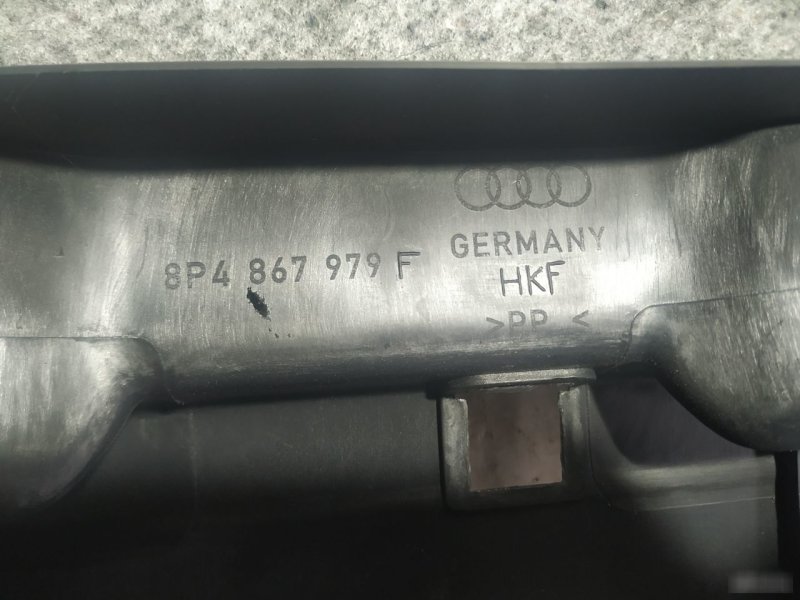 GERMANY
8P4 867 979 F
HKF
>PP<